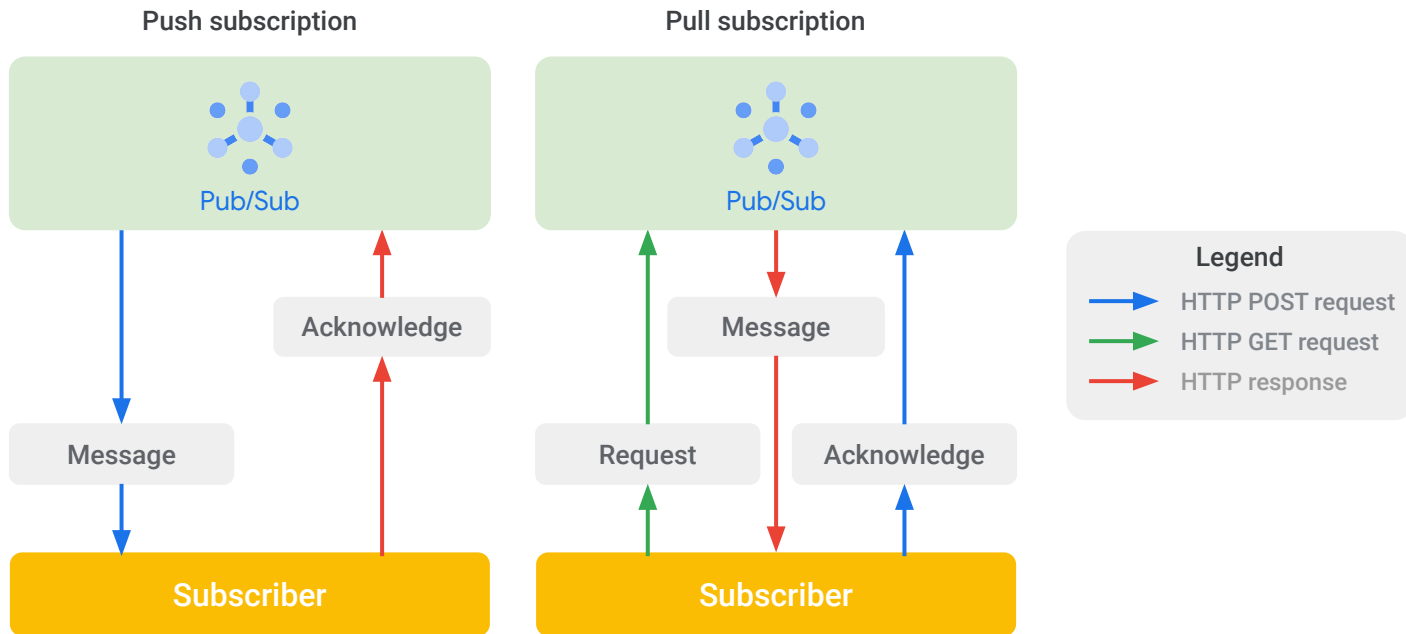 Push subscription
Pub/Sub
Acknowledge
Message
Subscriber
Pull subscription
Pub/Sub
Message
Request
Acknowledge
Subscriber
Legend
HTTP POST request
HTTP GET request
HTTP response